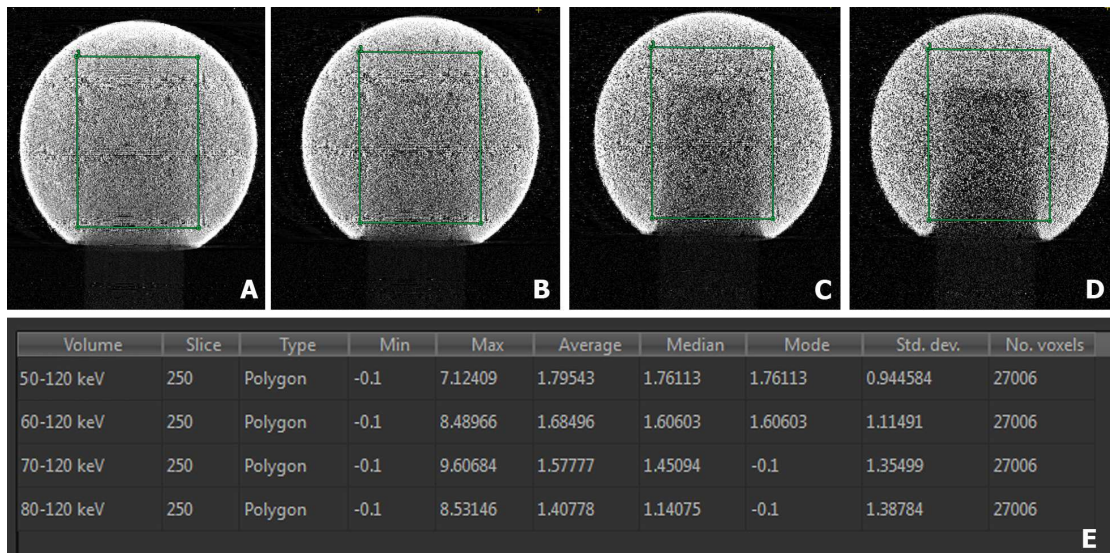 A B C D
Volume Slice Type Min Max Average Median Mode Std. dev. No. voxels
50-120 keV 250 Polygon -0.1 7.12409 1.79543 1.76113 1.76113 0.944584 27006
60-120 keV 250 Polygon -0.1 8.48966 1.68496 1.60603 1.60603 1.11491 27006
70-120 keV 250 Polygon -0.1 9.60684 1.57777 1.45094 -0.1 1.35499 27006
80-120 keV 250 Polygon -0.1 8.53146 1.40778 1.14075 -0.1 1.38784 27006
E